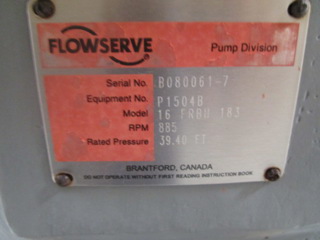 FLOWSERVE Pump Division
Serial No. B080061-7
Equipment No. P1504B
Model 16 FRBH 183
RPM 885
Rated Pressure 39.40 FT
BRANTFORD, CANADA
DO NOT OPERATE WITHOUT FIRST READING INSTRUCTION BOOK